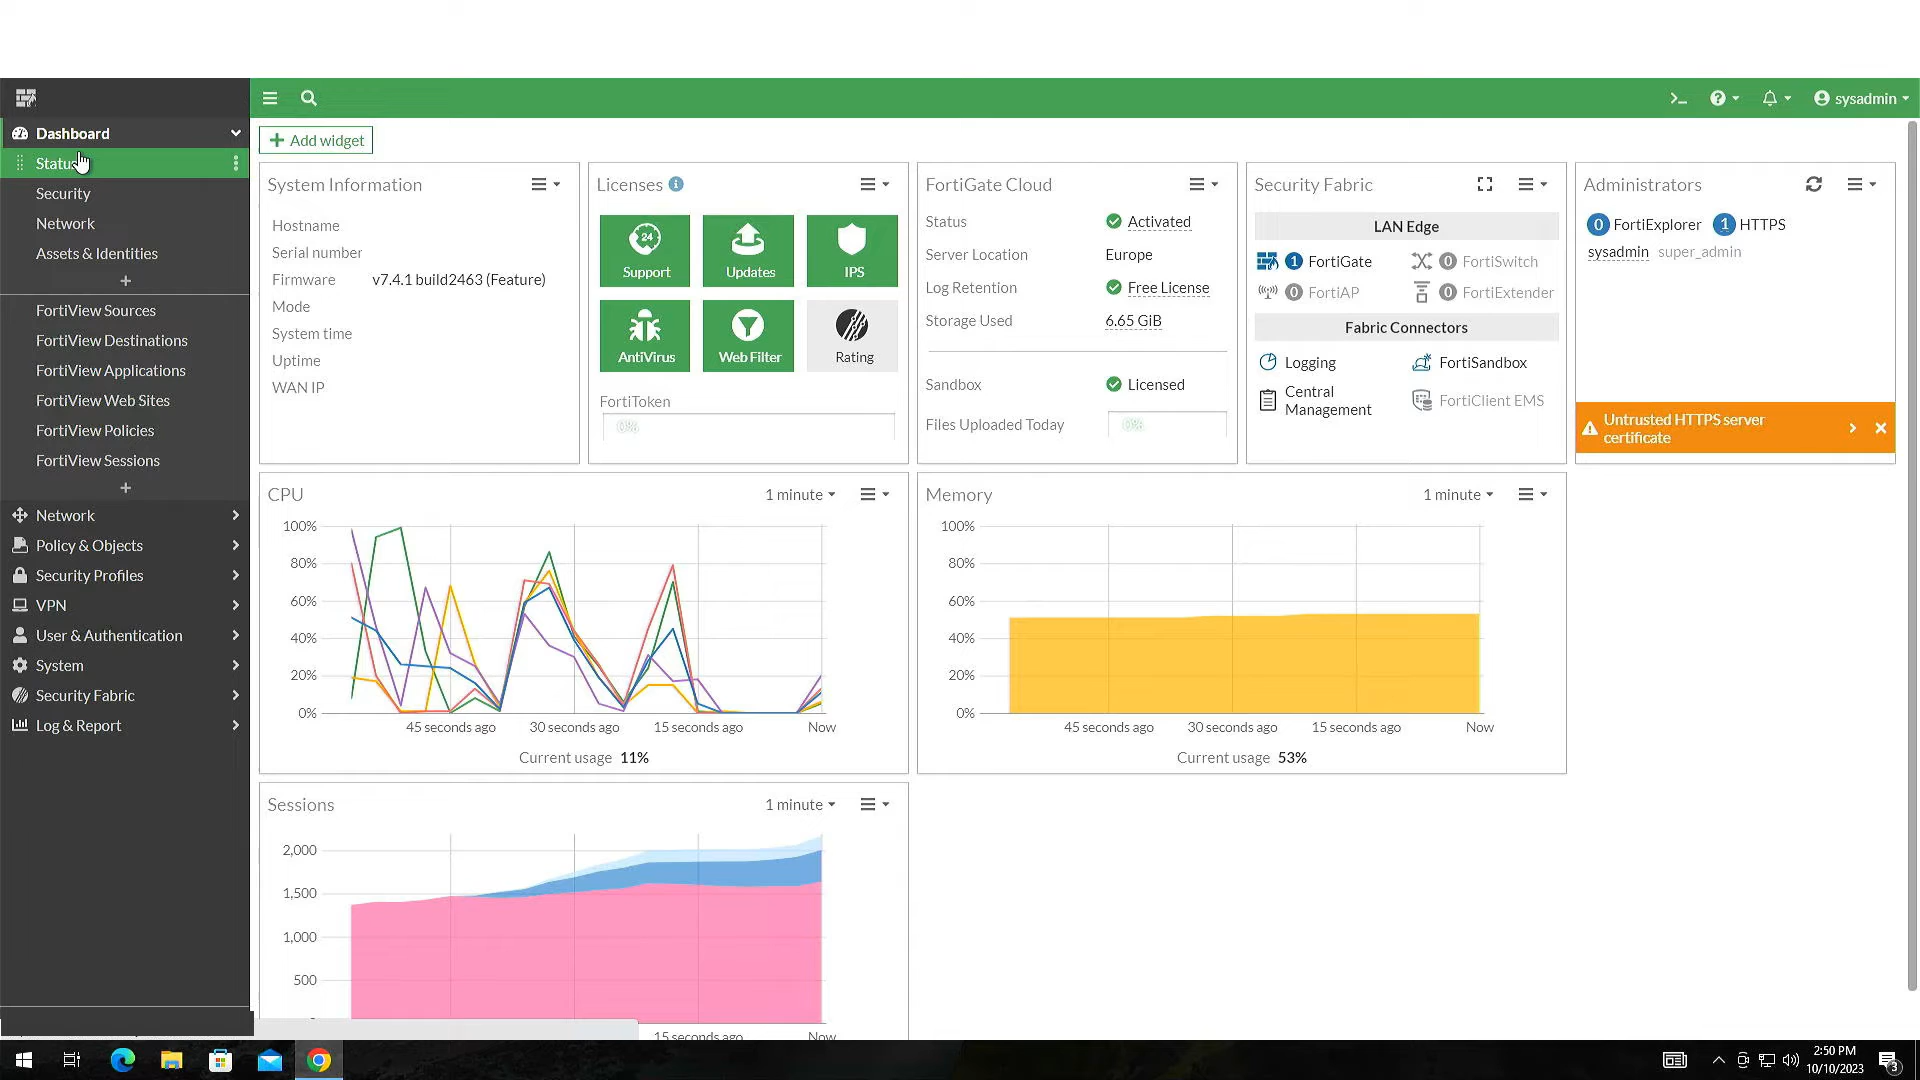 sysadmin
Dashboard
Status
Security
Network
Assets & Identities
FortiView Sources
FortiView Destinations
FortiView Applications
FortiView Web Sites
FortiView Policies
FortiView Sessions
Network
Policy & Objects
Security Profiles
VPN
User & Authentication
System
Security Fabric
Log & Report
+ Add widget
System Information
Hostname
Serial number
Firmware v7.4.1 build2463 (Feature)
Mode
System time
Uptime
WAN IP
Licenses
24
Support
Updates
IPS
AntiVirus
Web Filter
Rating
FortiToken
0%
FortiGate Cloud
Status Activated
Server Location Europe
Log Retention Free License
Storage Used 6.65 GiB
Sandbox Licensed
Files Uploaded Today 0%
Security Fabric
LAN Edge
1 FortiGate 0 FortiSwitch
0 FortiAP 0 FortiExtender
Fabric Connectors
Logging FortiSandbox
Central
Management
FortiClient EMS
Administrators
0 FortiExplorer 1 HTTPS
sysadmin super_admin
Untrusted HTTPS server
certificate
CPU 1 minute
100%
80%
60%
40%
20%
0%
45 seconds ago 30 seconds ago 15 seconds ago Now
Current usage 11%
Memory 1 minute
100%
80%
60%
40%
20%
0%
45 seconds ago 30 seconds ago 15 seconds ago Now
Current usage 53%
Sessions 1 minute
2,000
1,500
1,000
500
15 seconds ago Now
2:50 PM
10/10/2023
3